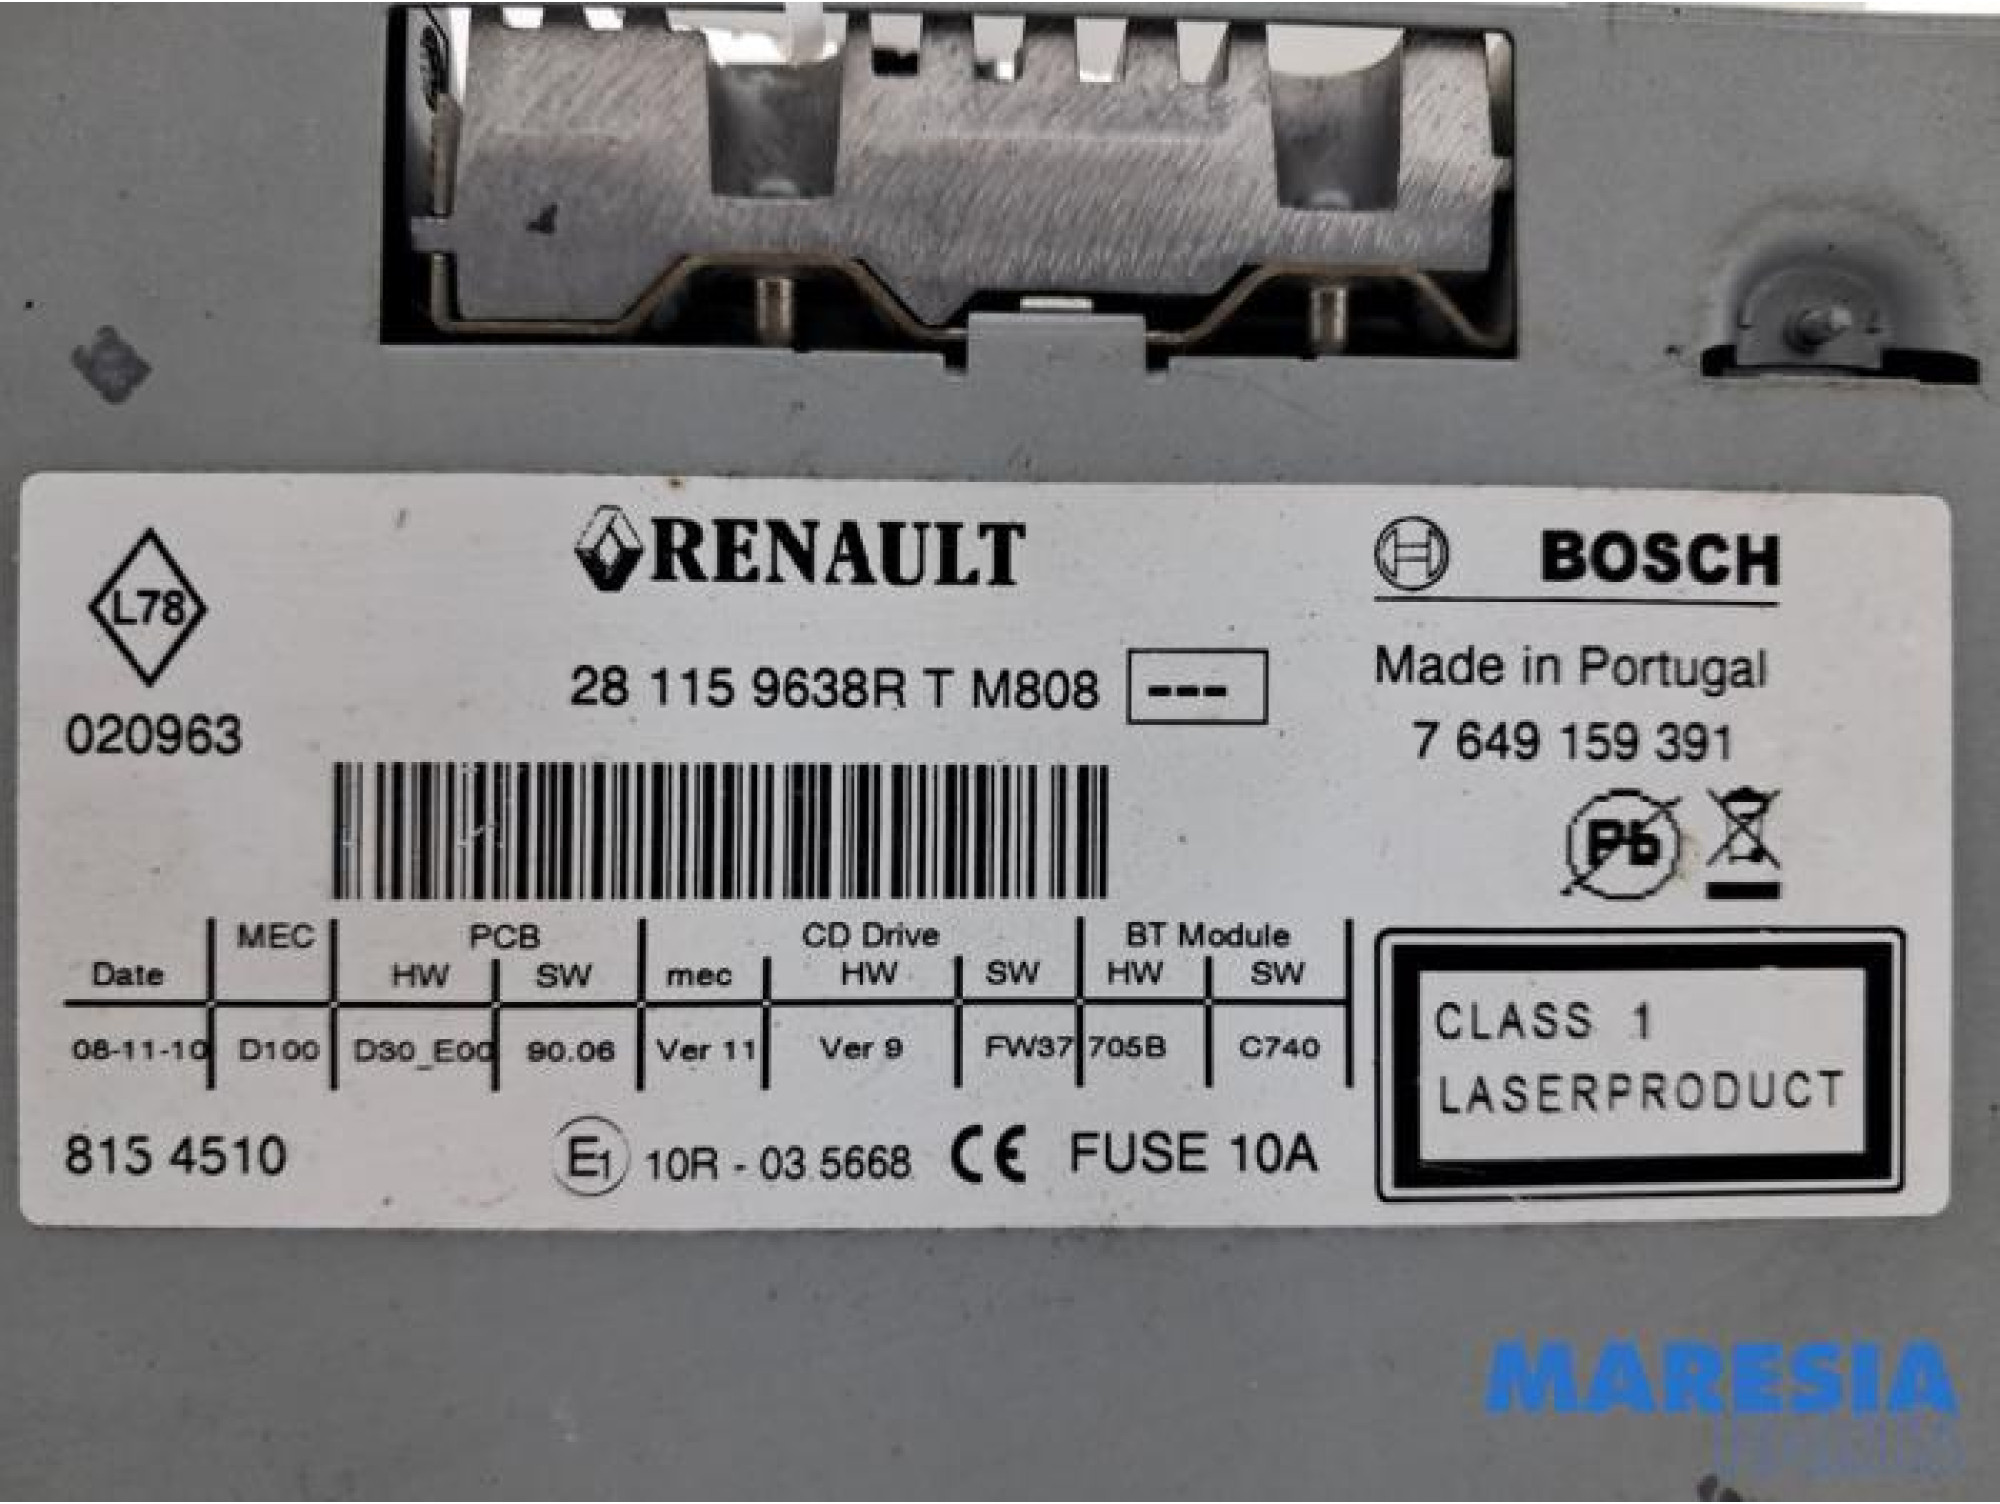 RENAULT
BOSCH
L78
Made in Portugal
28 115 9638R T M808 ---
020963
7 649 159 391
Pb
MEC PCB CD Drive BT Module
Date HW SW mec HW SW HW SW
08-11-10 D100 D30_E00 90.06 Ver 11 Ver 9 FW37 705B C740
CLASS 1
LASERPRODUCT
815 4510 E1 10R - 03 5668 CE FUSE 10A
MARESIA